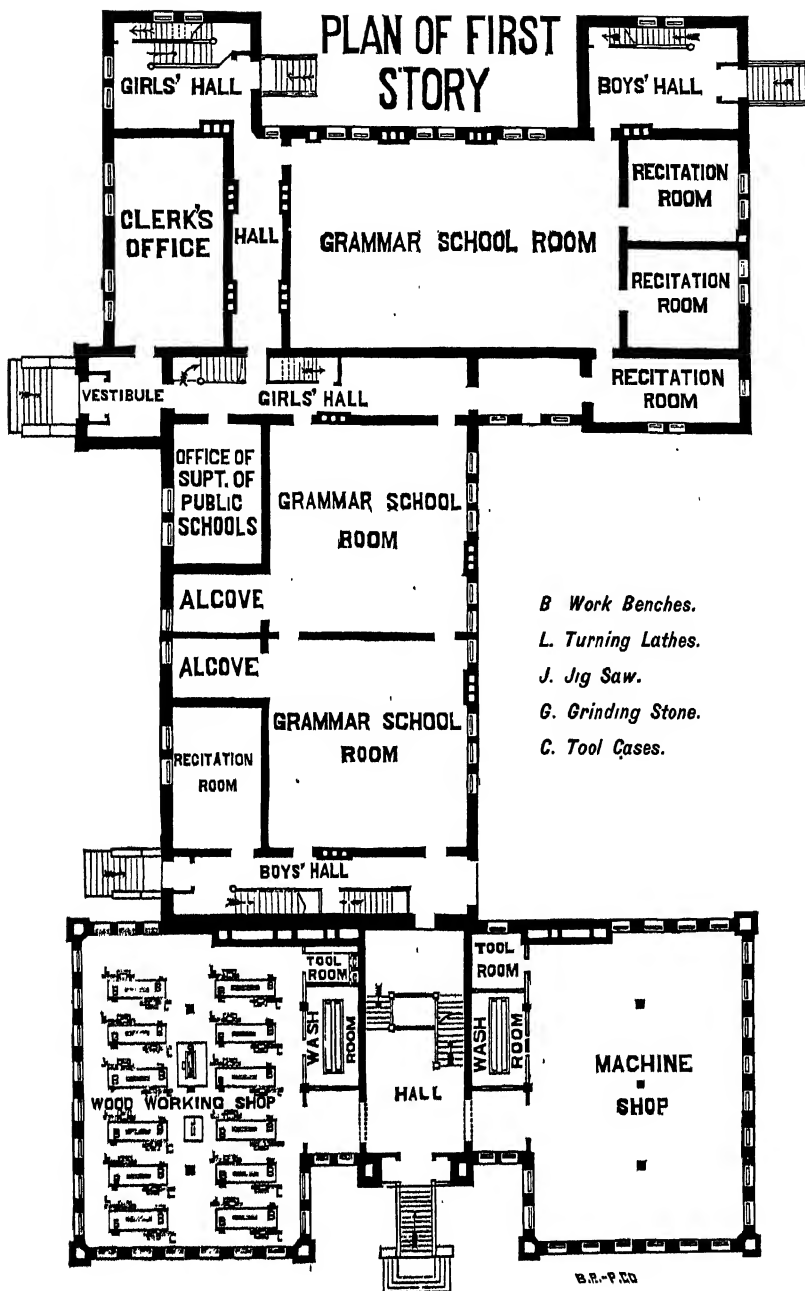 PLAN OF FIRST
STORY
GIRLS' HALL
BOYS' HALL
CLERK'S
OFFICE
HALL
GRAMMAR SCHOOL ROOM
RECITATION
ROOM
RECITATION
ROOM
RECITATION
ROOM
VESTIBULE
GIRLS' HALL
OFFICE OF
SUPT. OF
PUBLIC
SCHOOLS
GRAMMAR SCHOOL
ROOM
ALCOVE
ALCOVE
GRAMMAR SCHOOL
ROOM
RECITATION
ROOM
B Work Benches.
L. Turning Lathes.
J. Jig Saw.
G. Grinding Stone.
C. Tool Cases.
BOYS' HALL
TOOL
ROOM
WASH
ROOM
WOOD WORKING SHOP
HALL
TOOL
ROOM
WASH
ROOM
MACHINE
SHOP
B.R.-P.CO